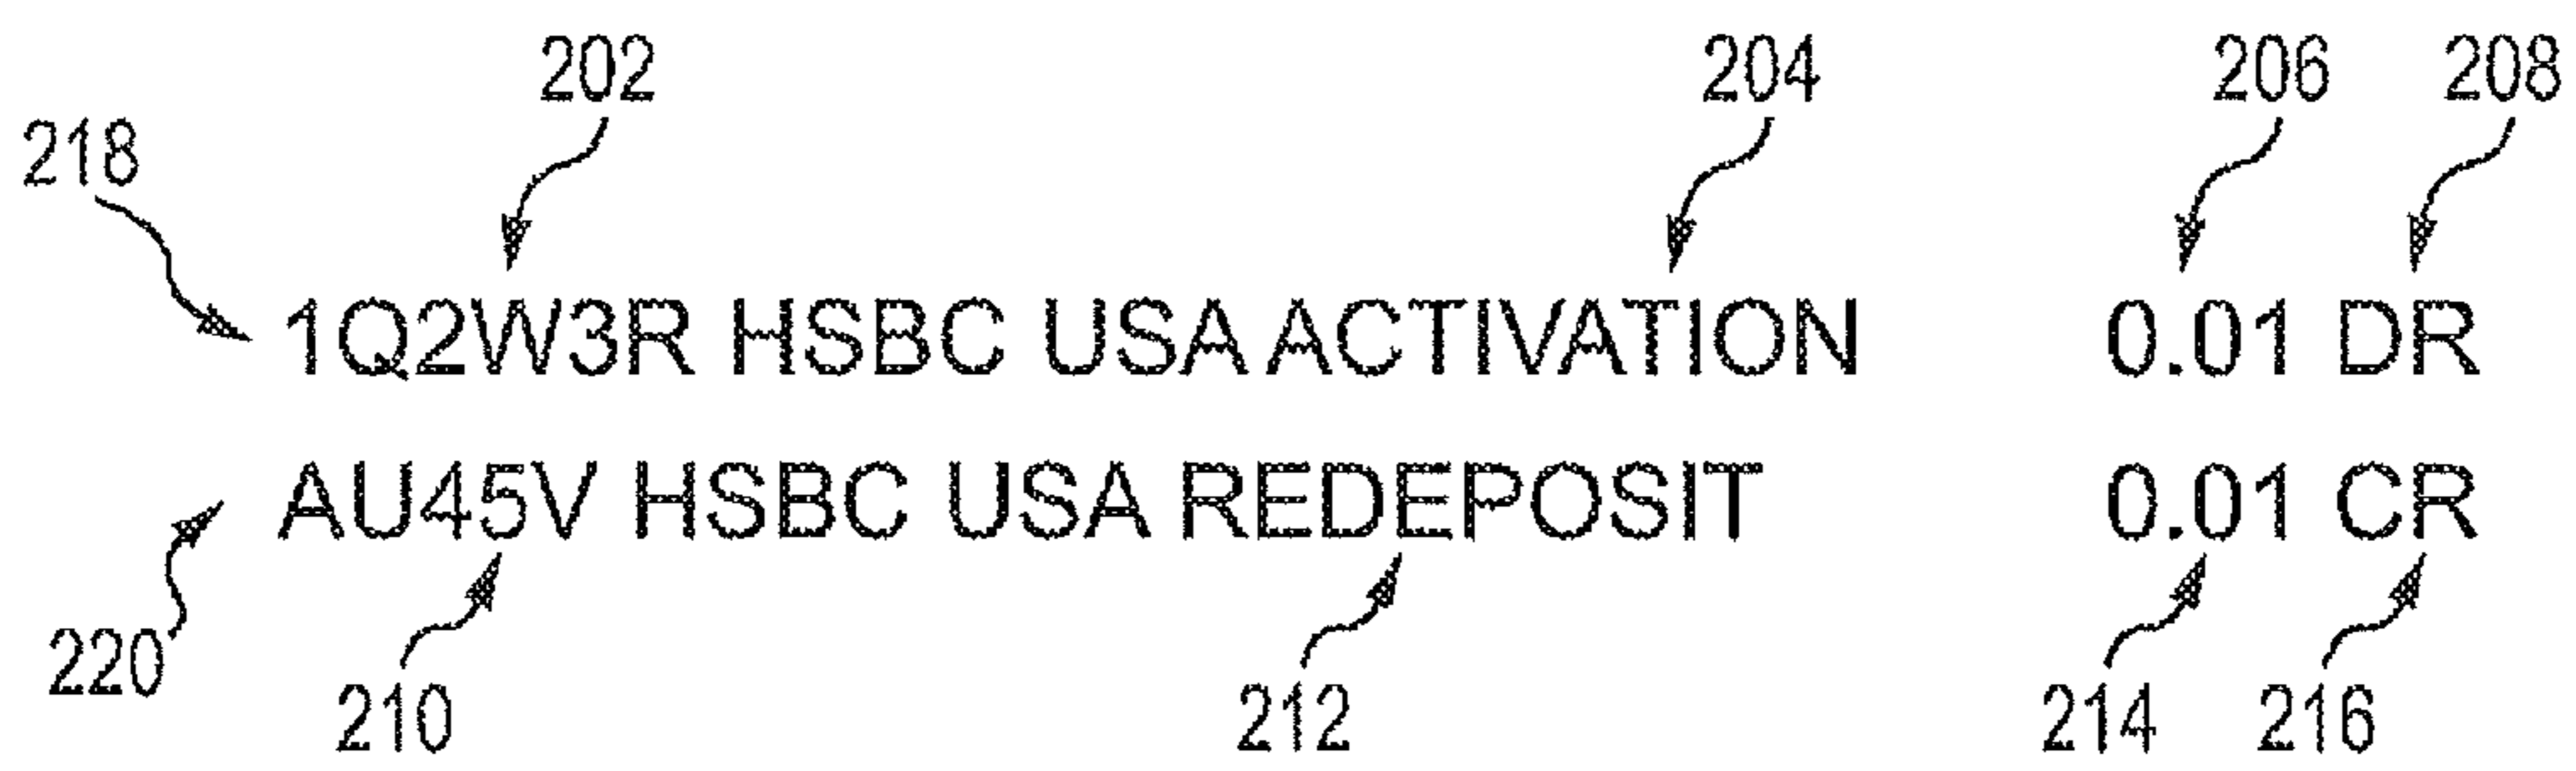 202 204 206 208
218
1Q2W3R HSBC USA ACTIVATION 0.01 DR
AU45V HSBC USA REDEPOSIT 0.01 CR
220
210 212 214 216